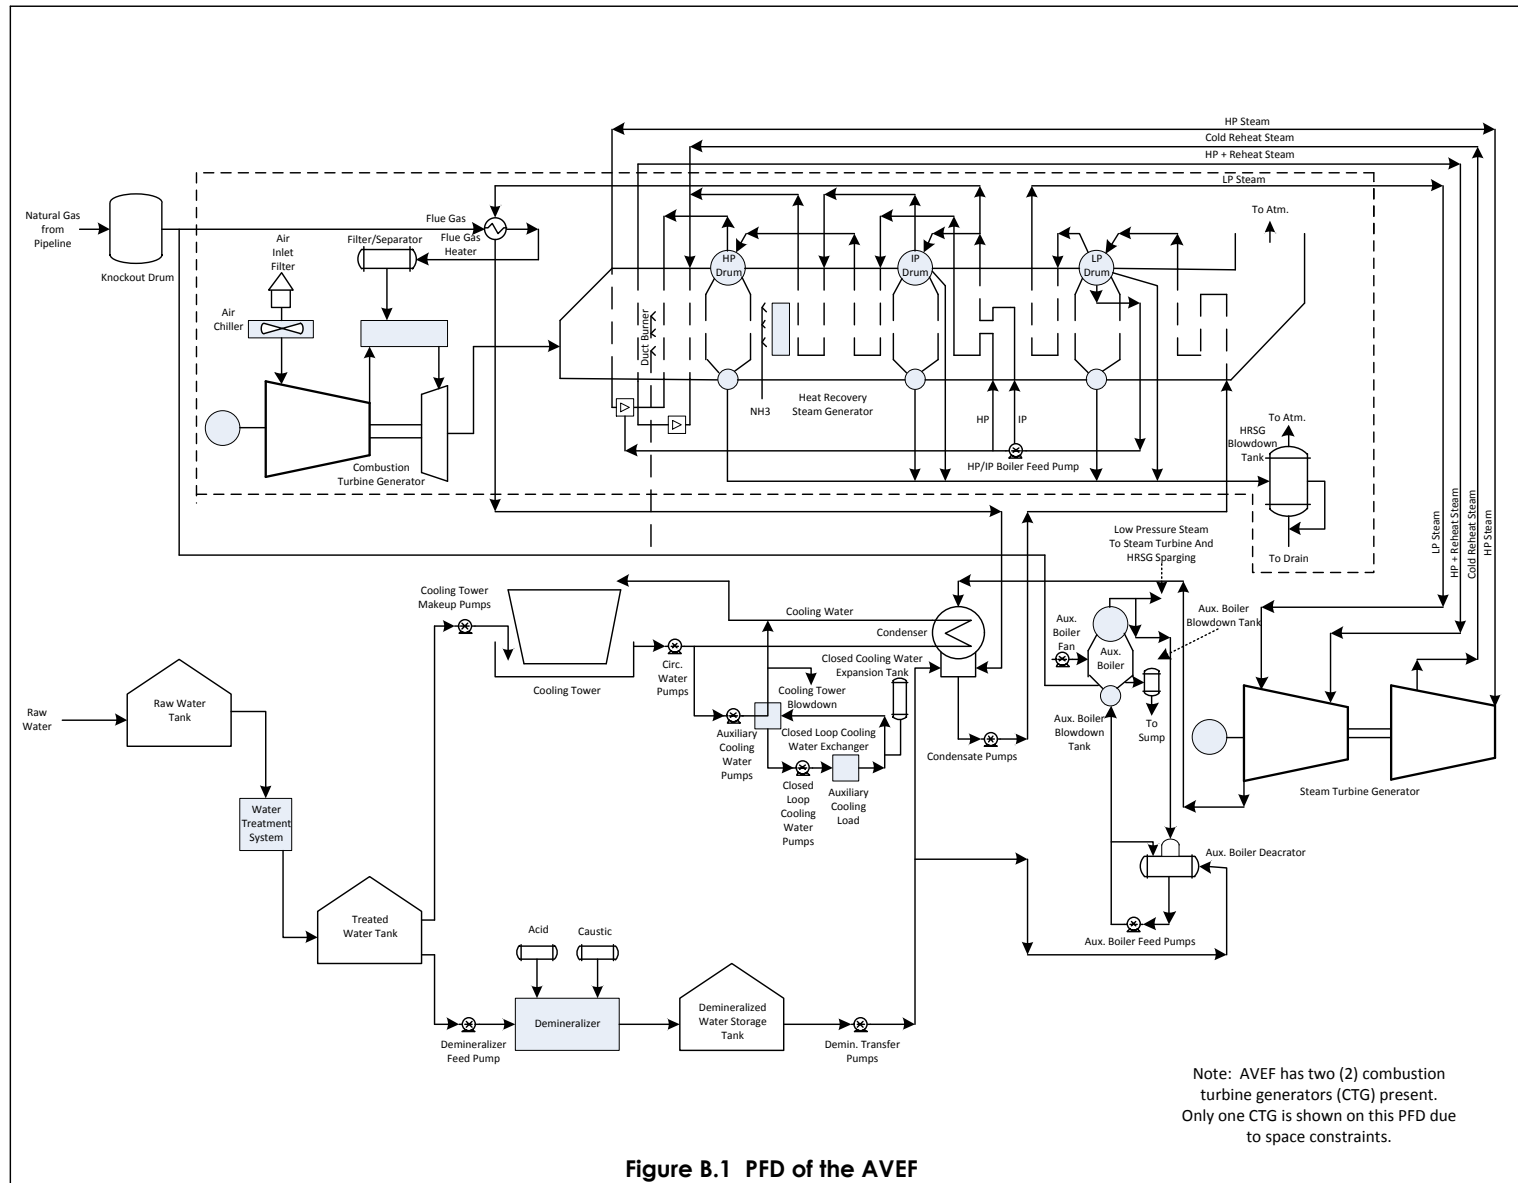 HP Steam
Cold Reheat Steam
HP + Reheat Steam
LP Steam
Natural Gas
from
Pipeline
Knockout Drum
Flue Gas
Flue Gas
Heater
Air
Inlet
Filter
Filter/Separator
Air
Chiller
Combustion
Turbine Generator
HP
Drum
IP
Drum
LP
Drum
To Atm.
Duct Burner
NH3
Heat Recovery
Steam Generator
HP
IP
HP/IP Boiler Feed Pump
To Atm.
HRSG
Blowdown
Tank
To Drain
LP Steam
HP + Reheat Steam
Cold Reheat Steam
HP Steam
Low Pressure Steam
To Steam Turbine And
HRSG Sparging
Cooling Tower
Makeup Pumps
Cooling Tower
Cooling Water
Condenser
Circ.
Water
Pumps
Closed Cooling Water
Expansion Tank
Cooling Tower
Blowdown
Auxiliary
Cooling
Water
Pumps
Closed Loop Cooling
Water Exchanger
Closed
Loop
Cooling
Water
Pumps
Auxiliary
Cooling
Load
Condensate Pumps
Aux.
Boiler
Fan
Aux.
Boiler
Aux. Boiler
Blowdown Tank
Aux. Boiler
Blowdown
Tank
To
Sump
Steam Turbine Generator
Aux. Boiler Deacrator
Aux. Boiler Feed Pumps
Raw
Water
Raw Water
Tank
Water
Treatment
System
Treated
Water Tank
Acid
Caustic
Demineralizer
Demineralizer
Feed Pump
Demineralized
Water Storage
Tank
Demin. Transfer
Pumps
Note: AVEF has two (2) combustion
turbine generators (CTG) present.
Only one CTG is shown on this PFD due
to space constraints.
Figure B.1 PFD of the AVEF